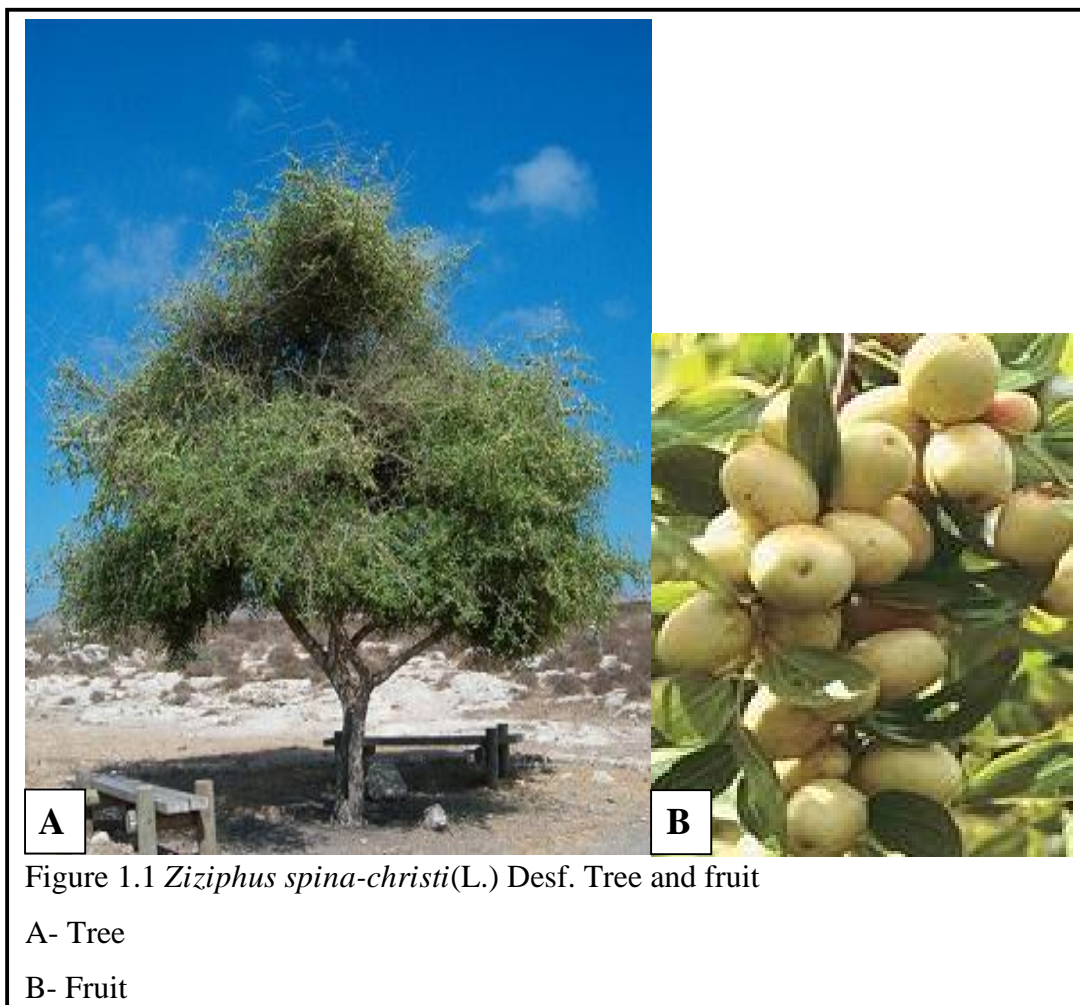 A
B
Figure 1.1 Ziziphus spina-christi(L.) Desf. Tree and fruit
A- Tree
B- Fruit